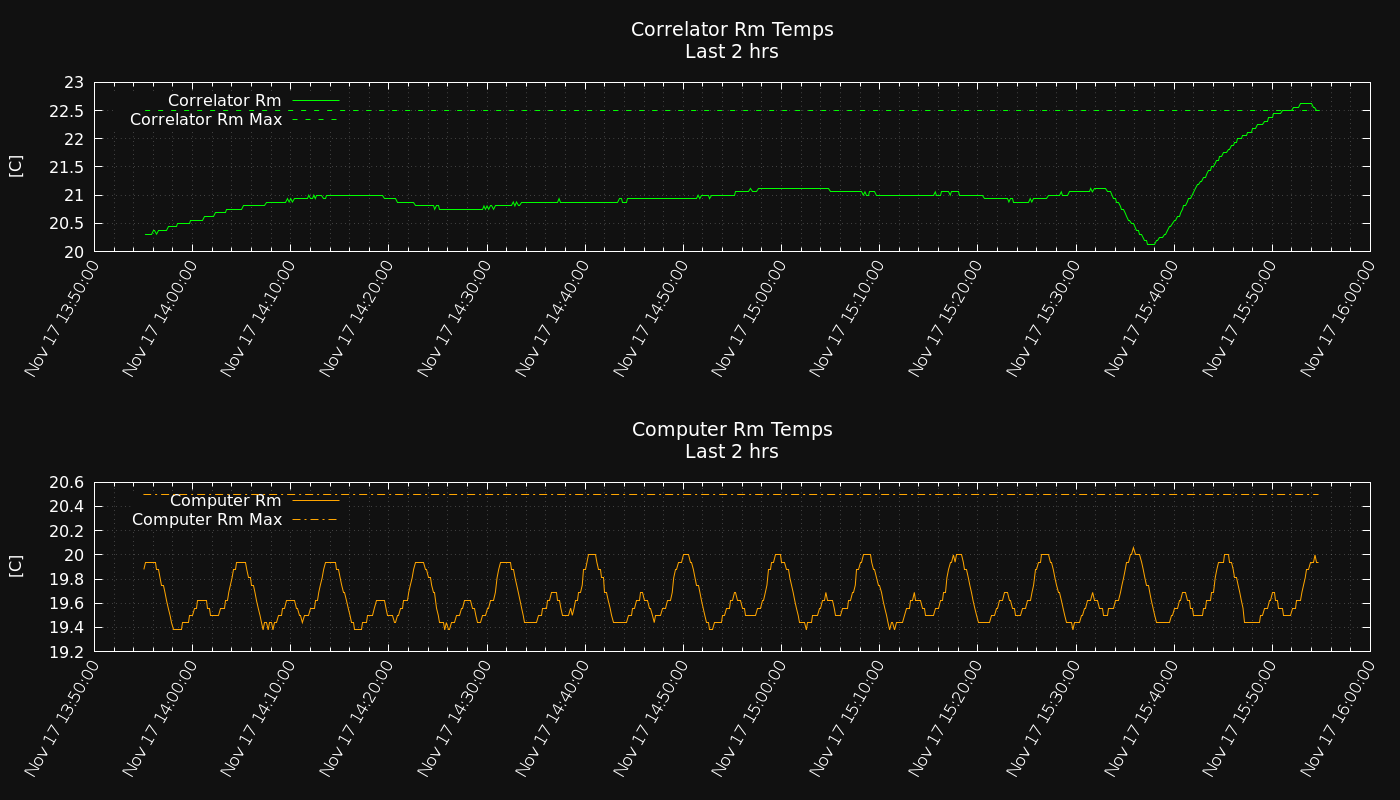 Correlator Rm Temps
Last 2 hrs
23
22.5
22
21.5
21
20.5
20
[C]
Correlator Rm
Correlator Rm Max
Nov 17 13:50:00
Nov 17 14:00:00
Nov 17 14:10:00
Nov 17 14:20:00
Nov 17 14:30:00
Nov 17 14:40:00
Nov 17 14:50:00
Nov 17 15:00:00
Nov 17 15:10:00
Nov 17 15:20:00
Nov 17 15:30:00
Nov 17 15:40:00
Nov 17 15:50:00
Nov 17 16:00:00
Computer Rm Temps
Last 2 hrs
20.6
20.4
20.2
20
19.8
19.6
19.4
19.2
[C]
Computer Rm
Computer Rm Max
Nov 17 13:50:00
Nov 17 14:00:00
Nov 17 14:10:00
Nov 17 14:20:00
Nov 17 14:30:00
Nov 17 14:40:00
Nov 17 14:50:00
Nov 17 15:00:00
Nov 17 15:10:00
Nov 17 15:20:00
Nov 17 15:30:00
Nov 17 15:40:00
Nov 17 15:50:00
Nov 17 16:00:00